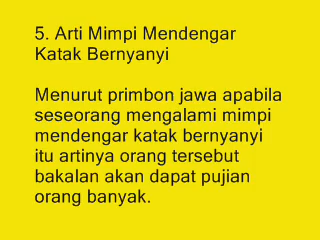 5. Arti Mimpi Mendengar
Katak Bernyanyi
Menurut primbon jawa apabila
seseorang mengalami mimpi
mendengar katak bernyanyi
itu artinya orang tersebut
bakalan akan dapat pujian
orang banyak.